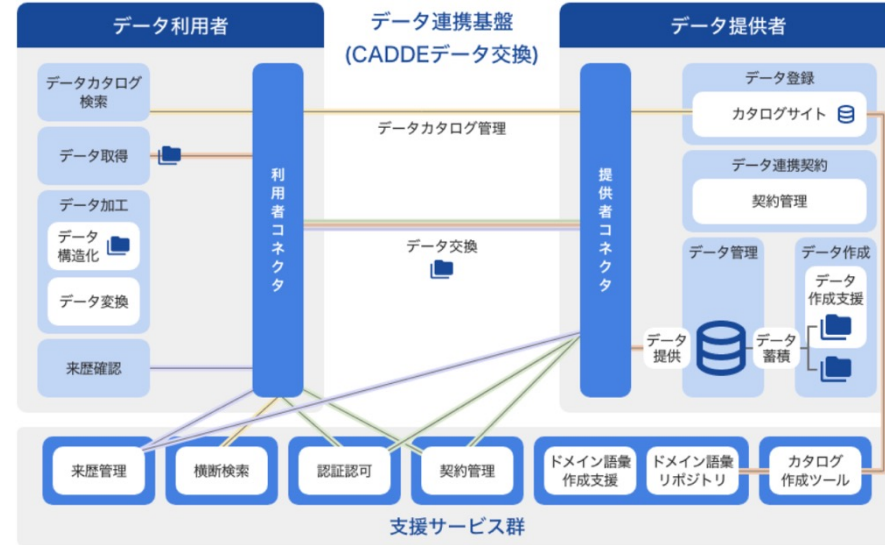 データ利用者
データ連携基盤
(CADDEデータ交換)
データ提供者
データカタログ
検索
データ取得
データ加工
データ
構造化
データ変換
来歴確認
利用者コネクタ
データカタログ管理
データ交換
提供者コネクタ
データ登録
カタログサイト
データ連携契約
契約管理
データ管理
データ作成
データ
作成支援
データ
提供
データ
蓄積
来歴管理
横断検索
認証認可
契約管理
ドメイン語彙
作成支援
ドメイン語彙
リポジトリ
カタログ
作成ツール
支援サービス群